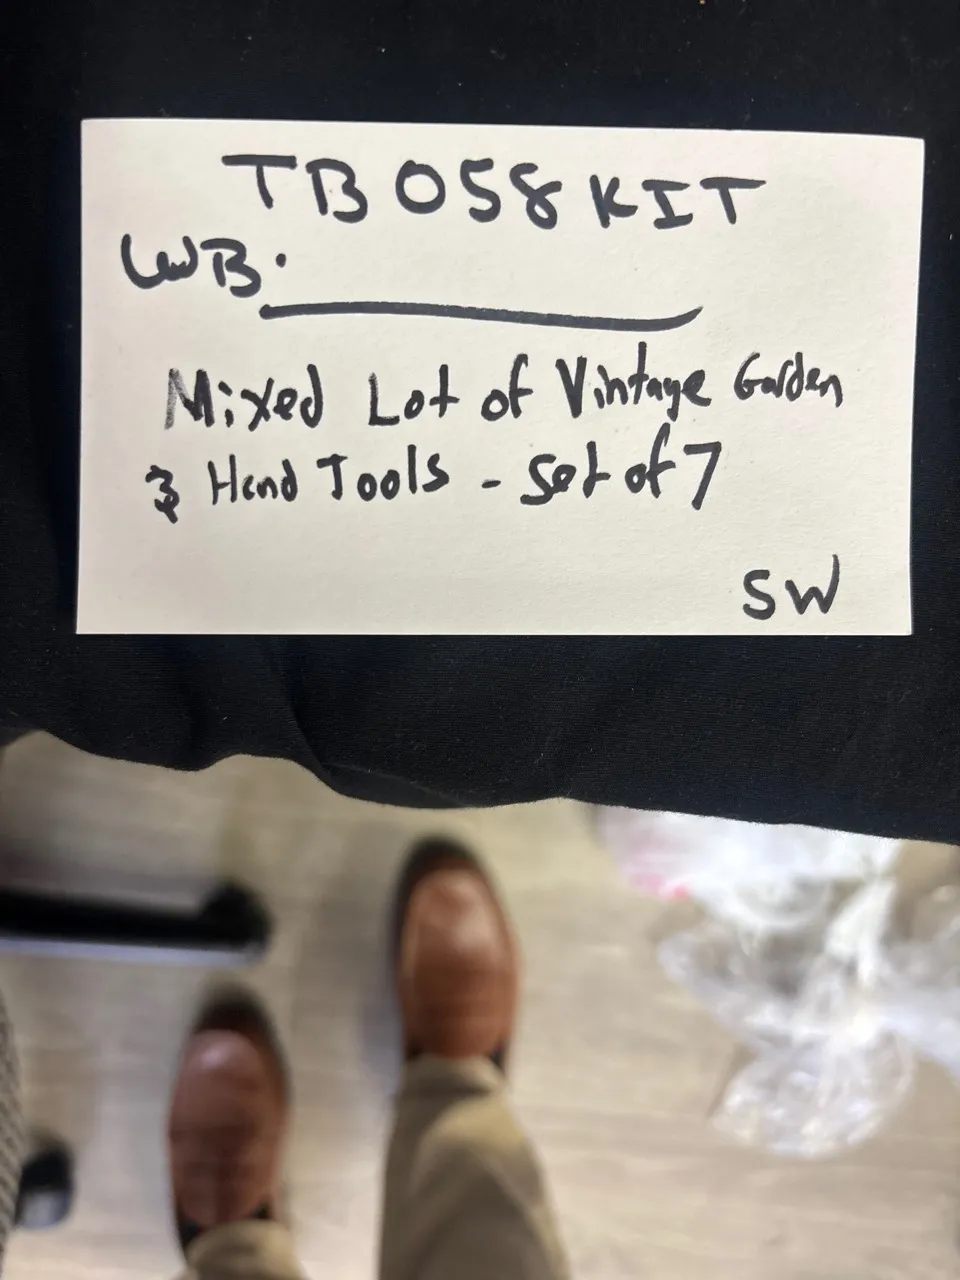 TB058KIT
WB.
Mixed Lot of Vintage Garden
& Hand Tools - Set of 7
SW